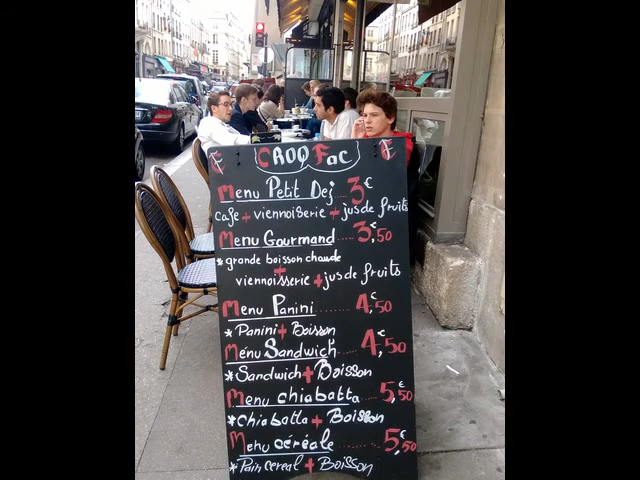 CROQ Fac
Menu Petit Dej.... 3€
cafe + viennoiserie + jus de fruits
Menu Gourmand ..... 3€,50
*grande boisson chaude
+
viennoisserie + jus de fruits
Menu Panini ....... 4€,50
*Panini + Boisson
Menu Sandwich ....... 4€,50
*Sandwich + Boisson
Menu chiabatta ..... 5,€50
*Chiabatta + Boisson
Menu céréale ..... 5,€50
*Pain cereal + Boisson